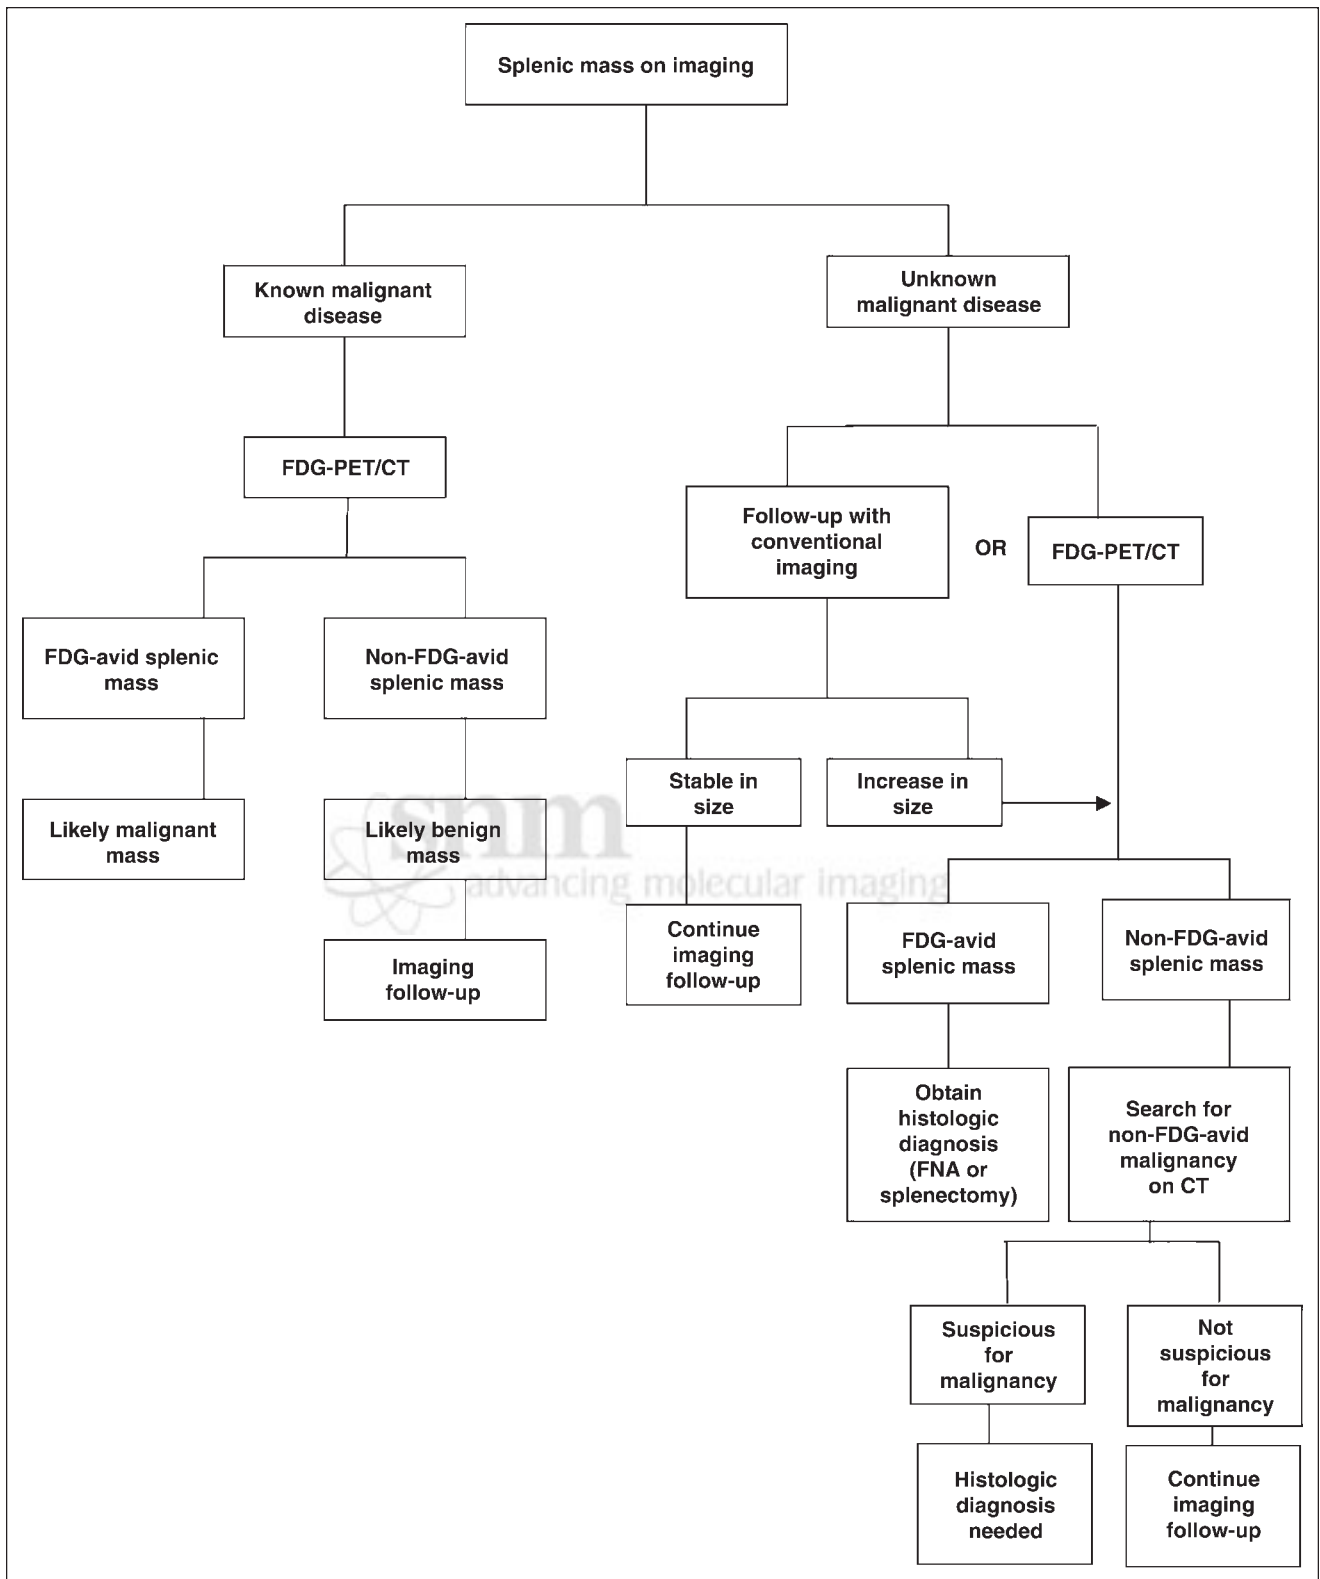 Splenic mass on imaging
Known malignant
disease
Unknown
malignant disease
FDG-PET/CT
Follow-up with
conventional
imaging
OR
FDG-PET/CT
FDG-avid splenic
mass
Non-FDG-avid
splenic mass
Stable in
size
Increase in
size
Likely malignant
mass
Likely benign
mass
snm
advancing molecular imaging
Imaging
follow-up
Continue
imaging
follow-up
FDG-avid
splenic mass
Non-FDG-avid
splenic mass
Obtain
histologic
diagnosis
(FNA or
splenectomy)
Search for
non-FDG-avid
malignancy
on CT
Suspicious
for
malignancy
Not
suspicious
for
malignancy
Histologic
diagnosis
needed
Continue
imaging
follow-up